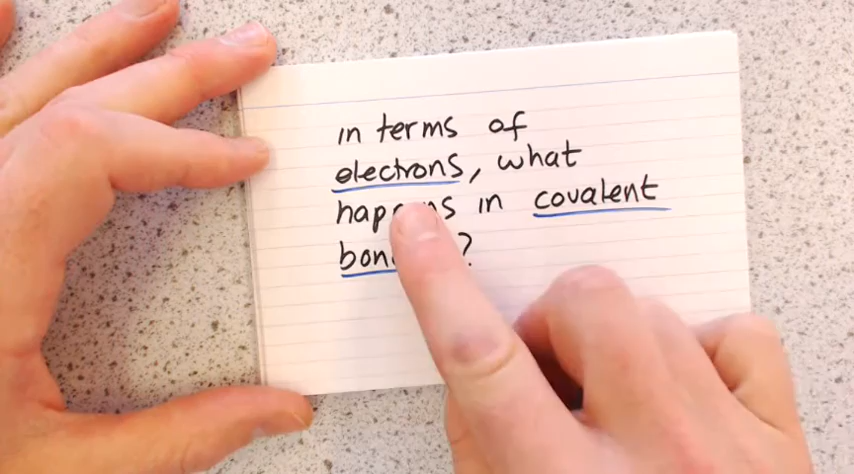 in terms of
electrons, what
in covalent
?